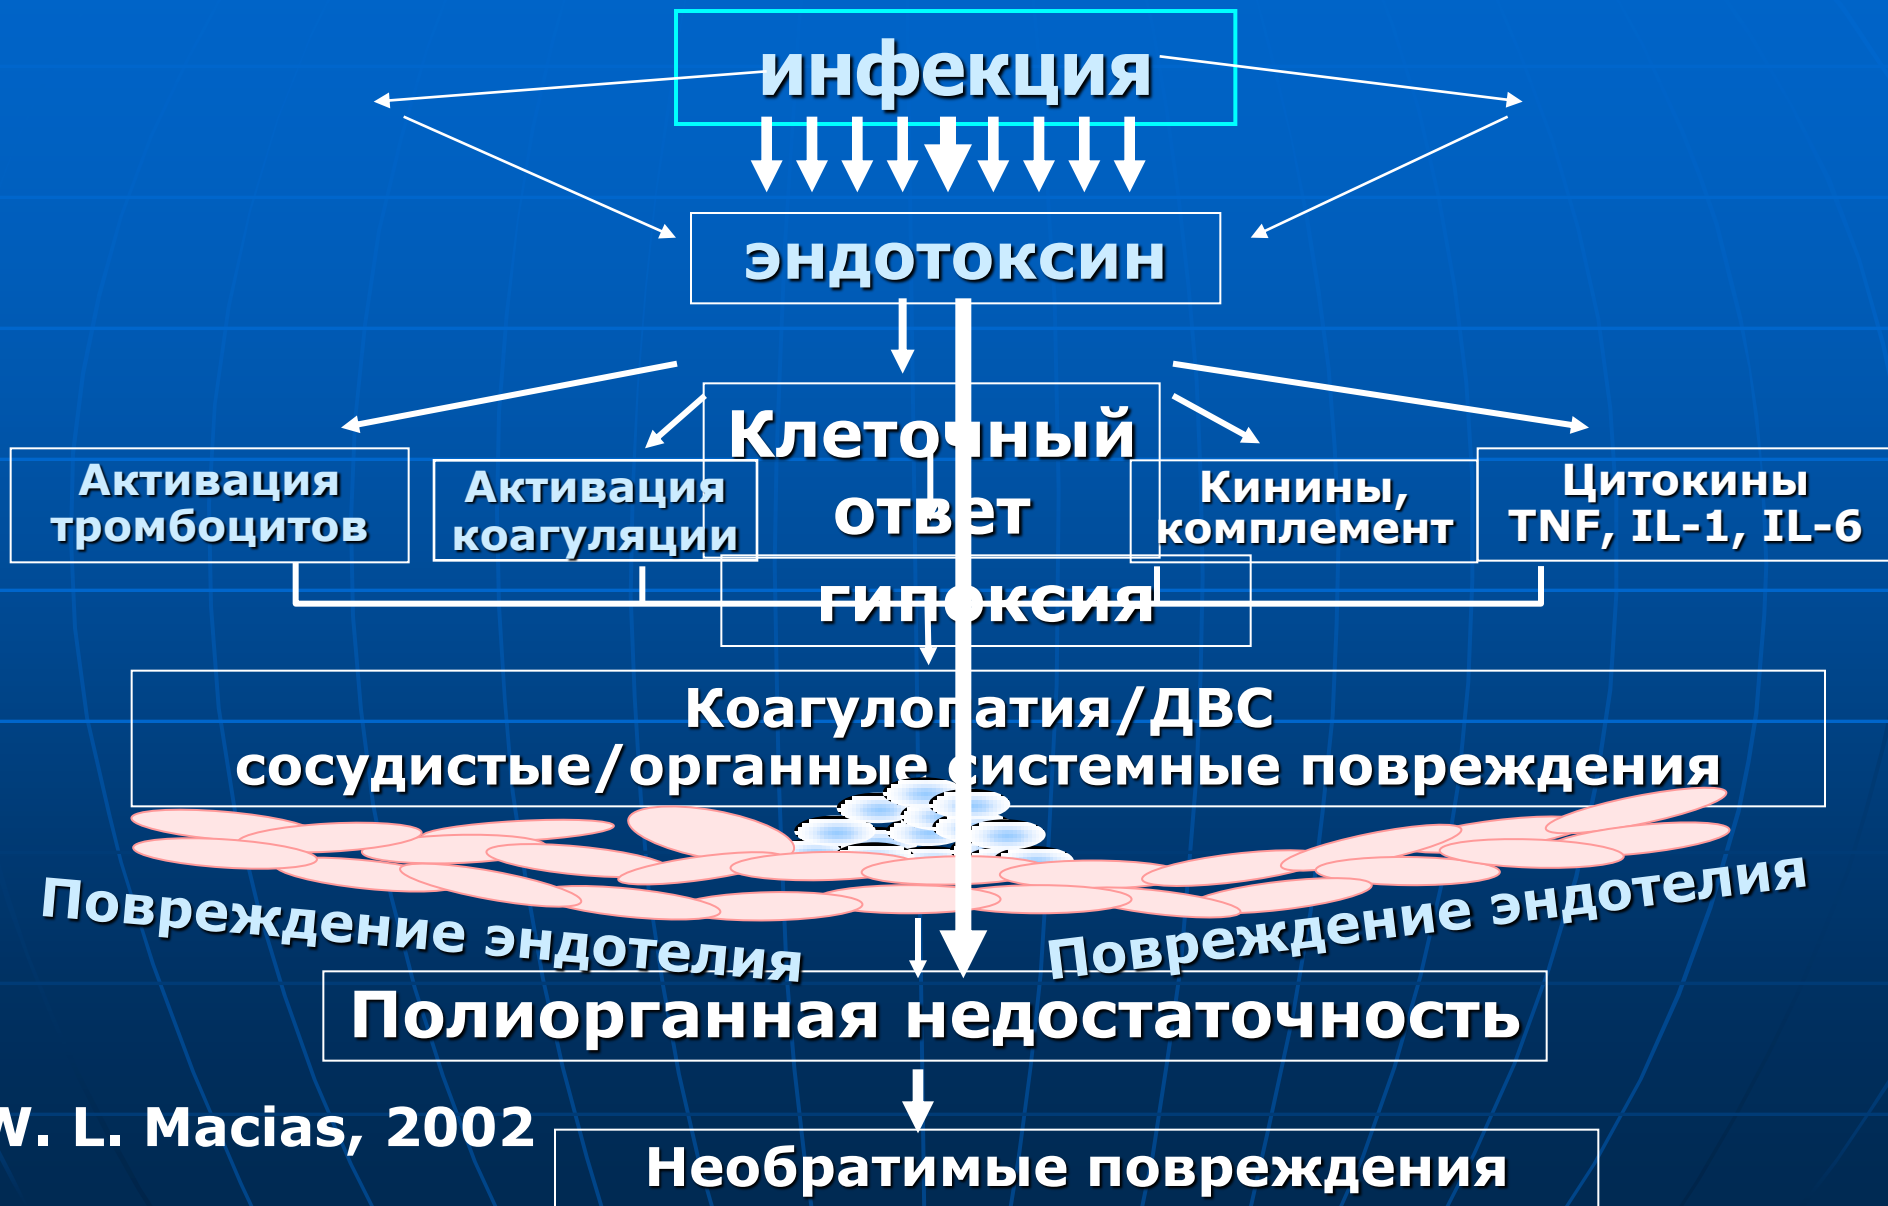 инфекция
эндотоксин
Клеточный
ответ
Активация
тромбоцитов
Активация
коагуляции
Кинины,
комплемент
Цитокины
TNF, IL-1, IL-6
гипоксия
Коагулопатия/ДВС
сосудистые/органные системные повреждения
Повреждение эндотелия
Повреждение эндотелия
Полиорганная недостаточность
W. L. Macias, 2002
Необратимые повреждения